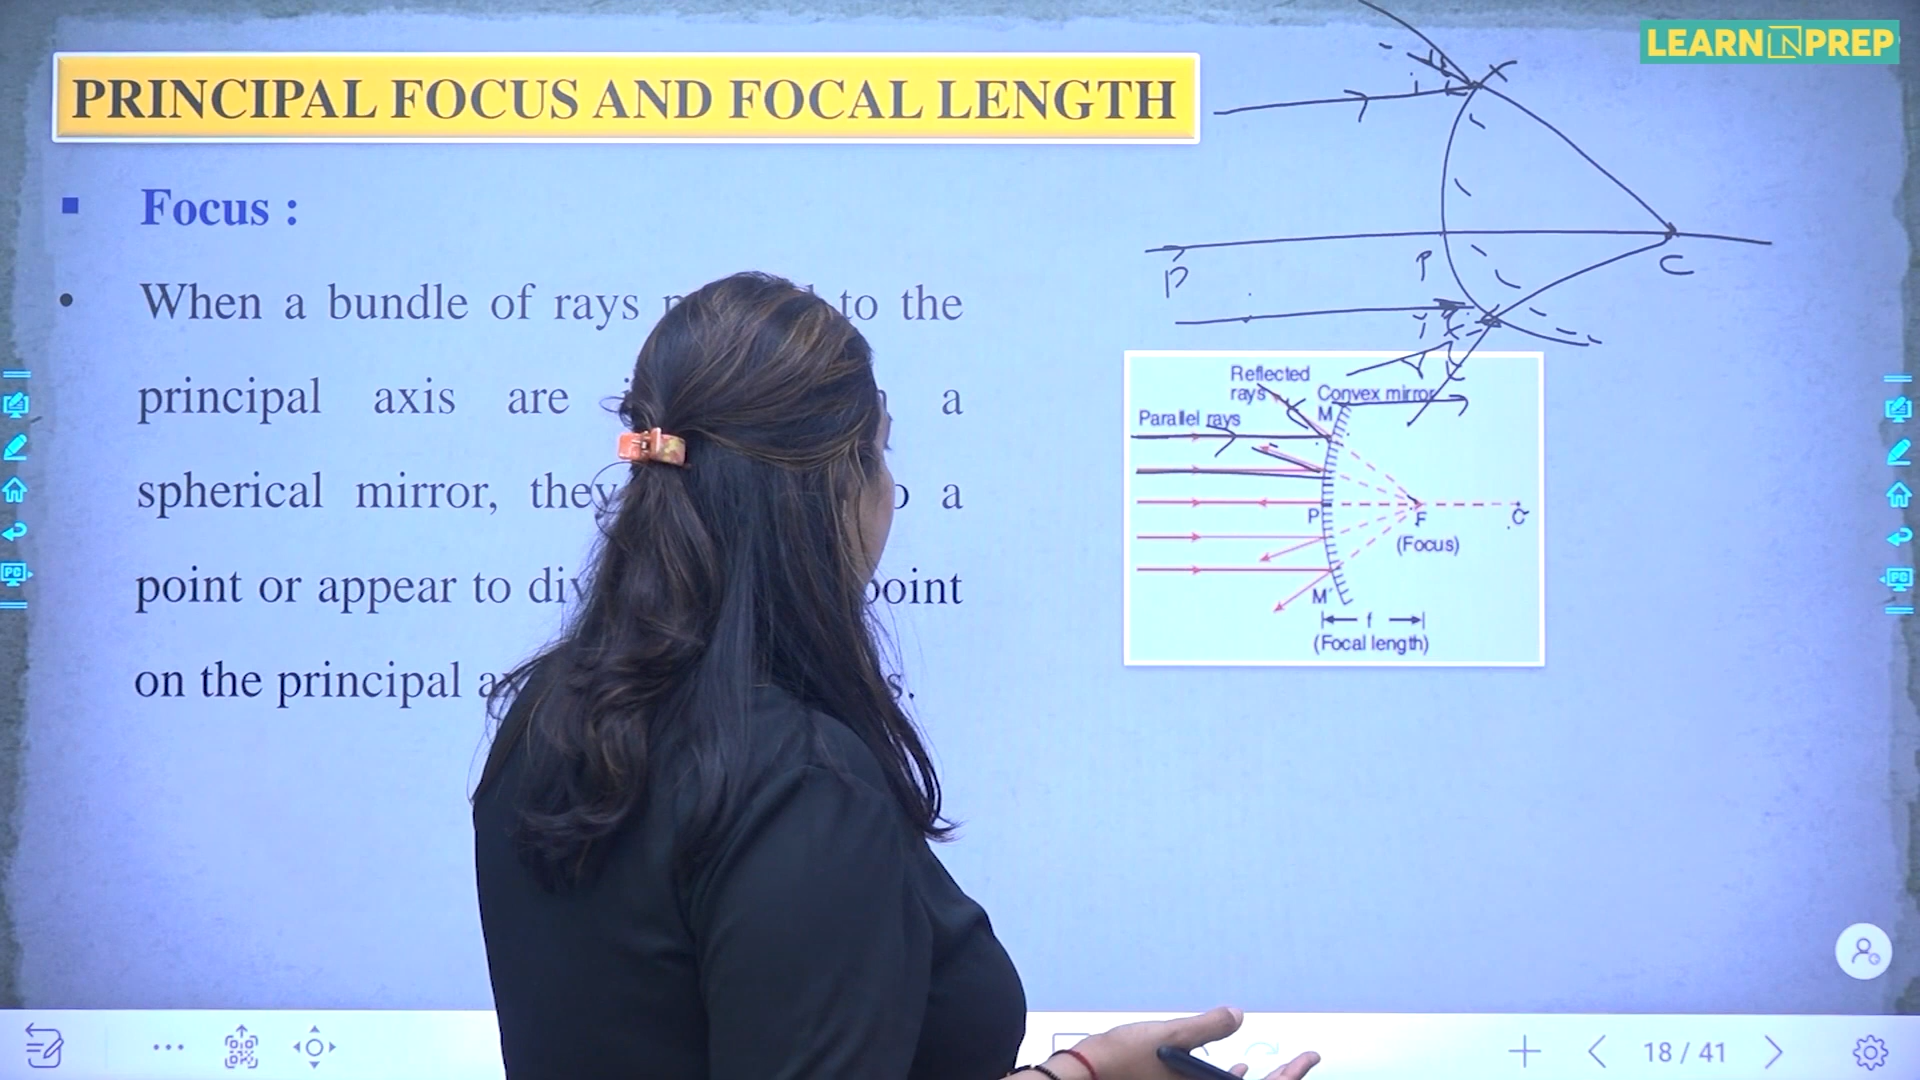 LEARN IN PREP
PRINCIPAL FOCUS AND FOCAL LENGTH
Focus :
When a bundle of rays to the
principal axis are a
spherical mirror, they a
point or appear to point
on the principal
P
P
C
Reflected
rays
Convex mirror
M
Parallel rays
P
F
C
(Focus)
M'
f
(Focal length)
18 / 41